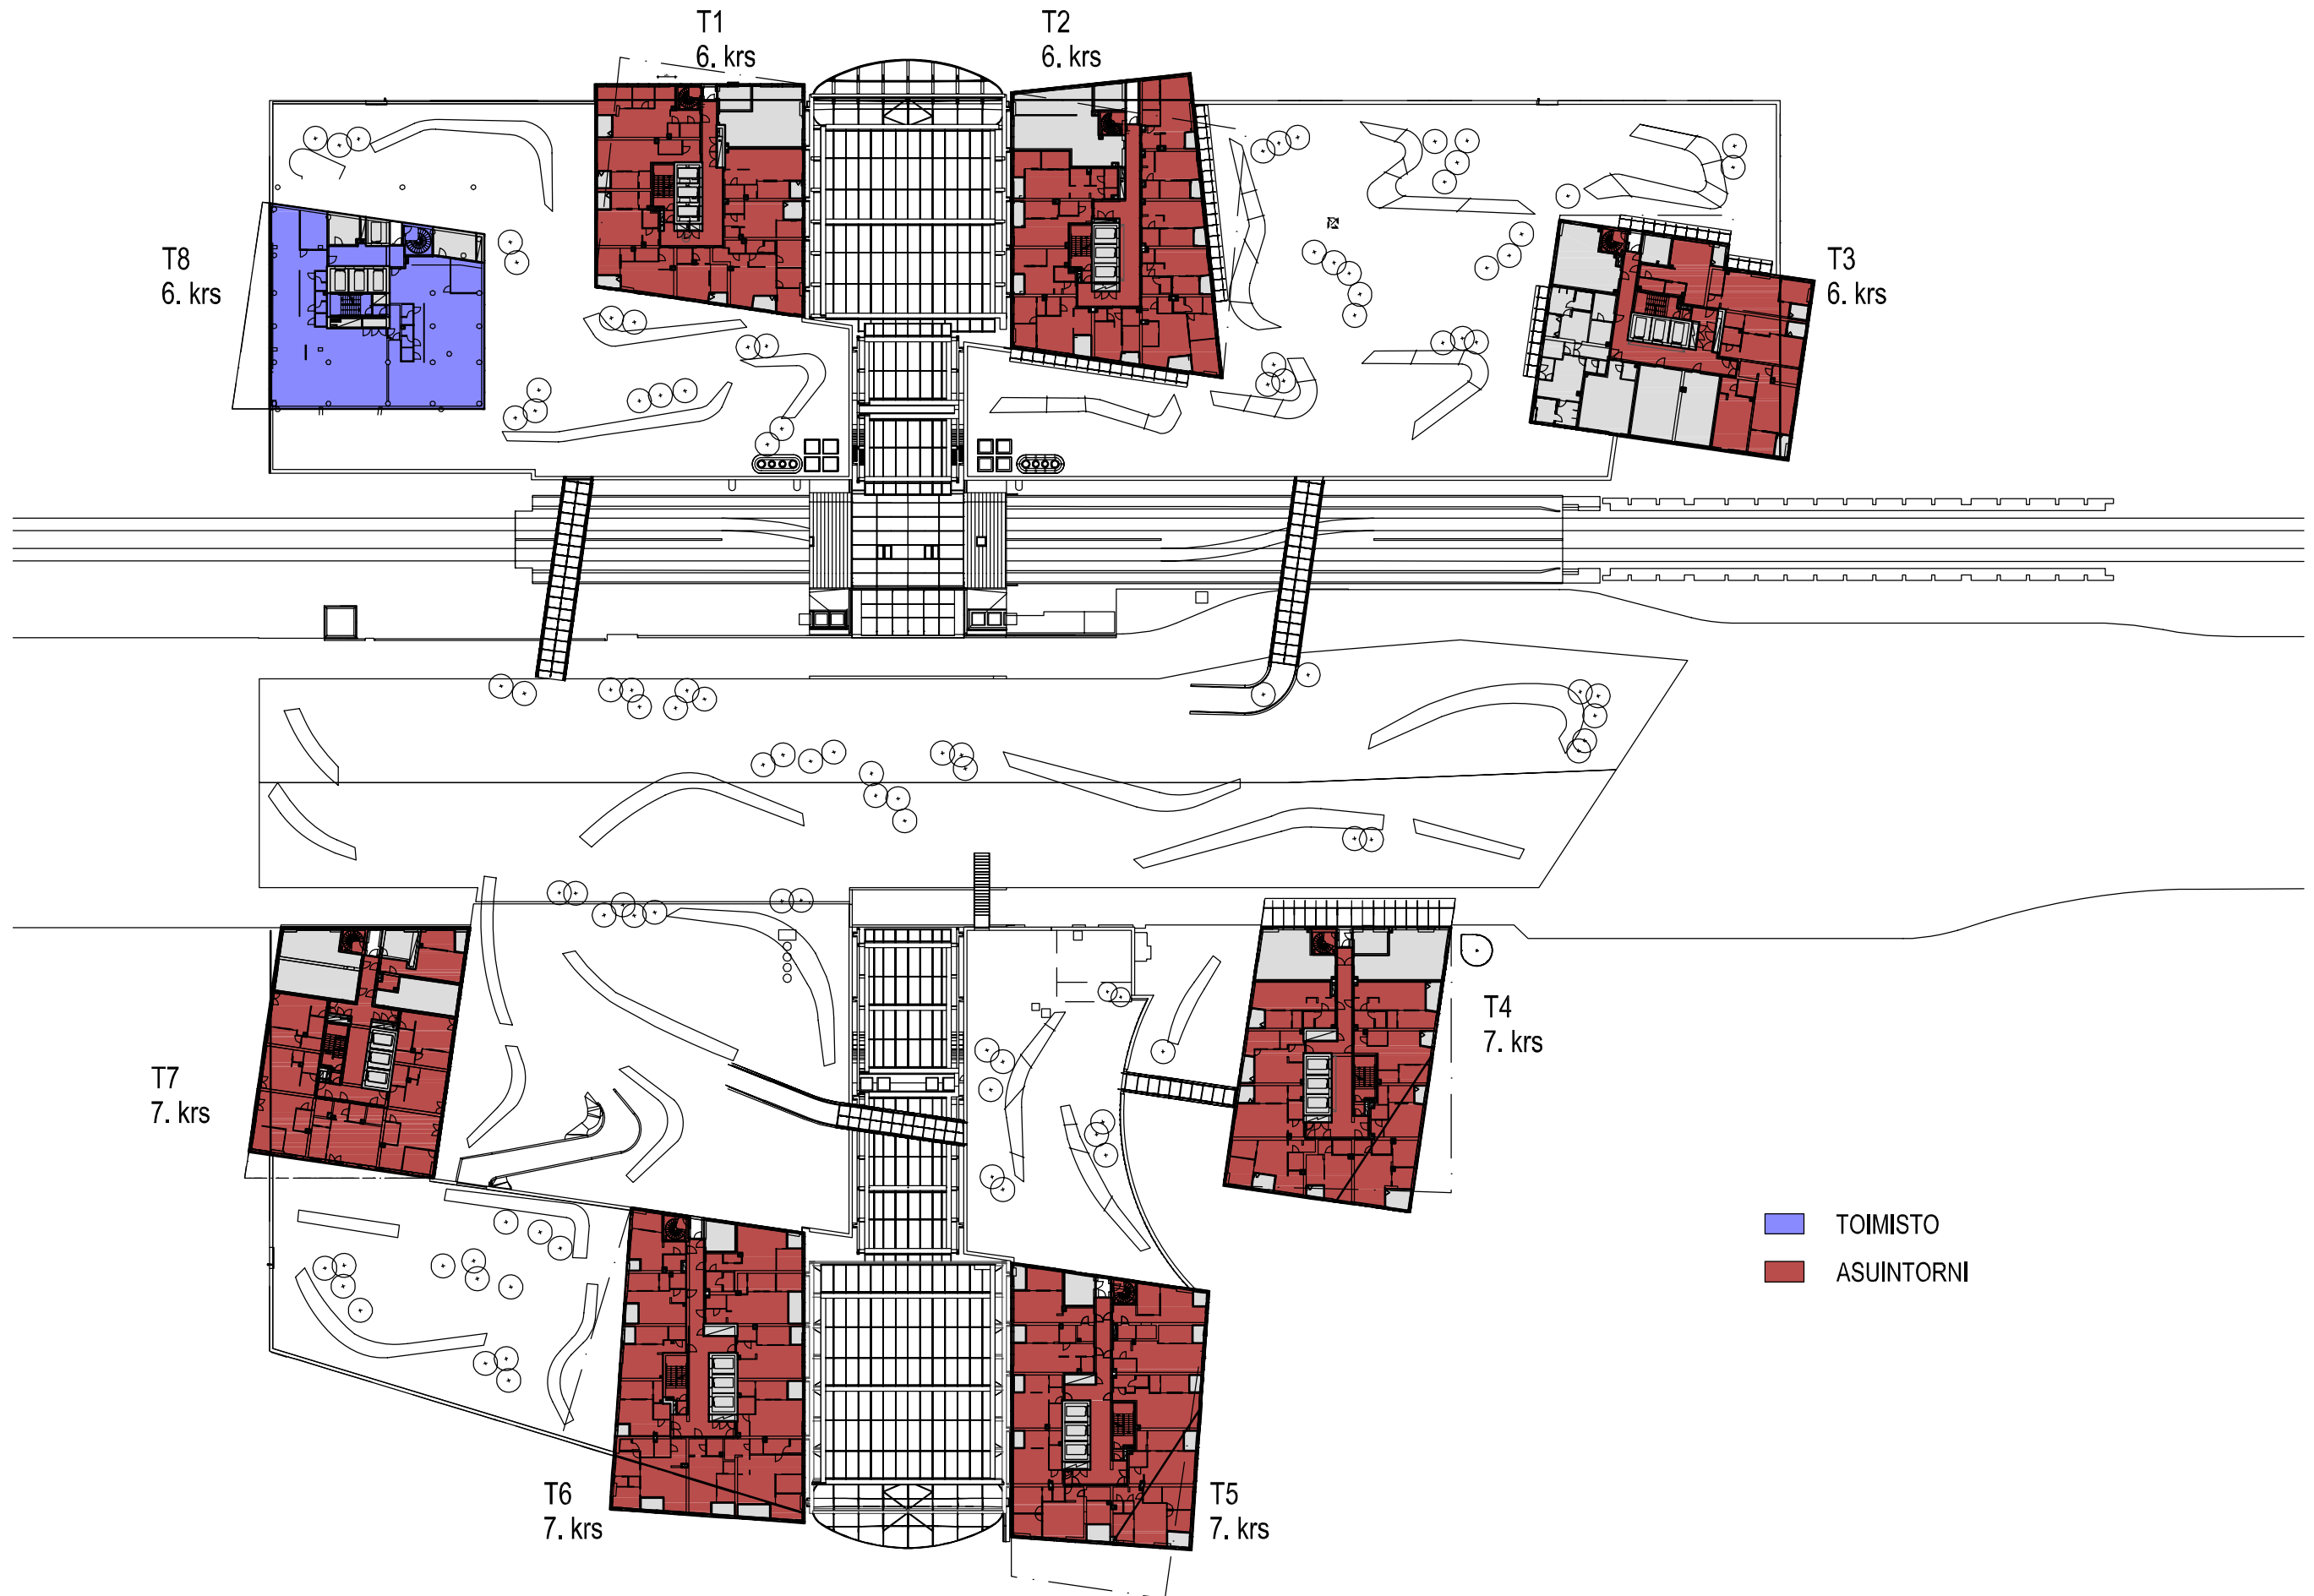 T1
6. krs
T2
6. krs
T8
6. krs
T3
6. krs
T4
7. krs
T7
7. krs
TOIMISTO
ASUINTORNI
T6
7. krs
T5
7. krs